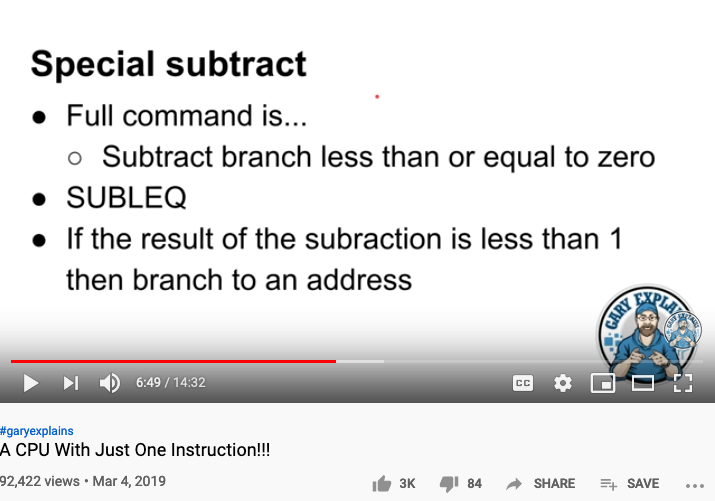 Special subtract
● Full command is...
○ Subtract branch less than or equal to zero
● SUBLEQ
● If the result of the subraction is less than 1
then branch to an address
GARY EXPLAINS
6:49 / 14:32
CC
#garyexplains
A CPU With Just One Instruction!!!
92,422 views • Mar 4, 2019
3K
84
SHARE
SAVE